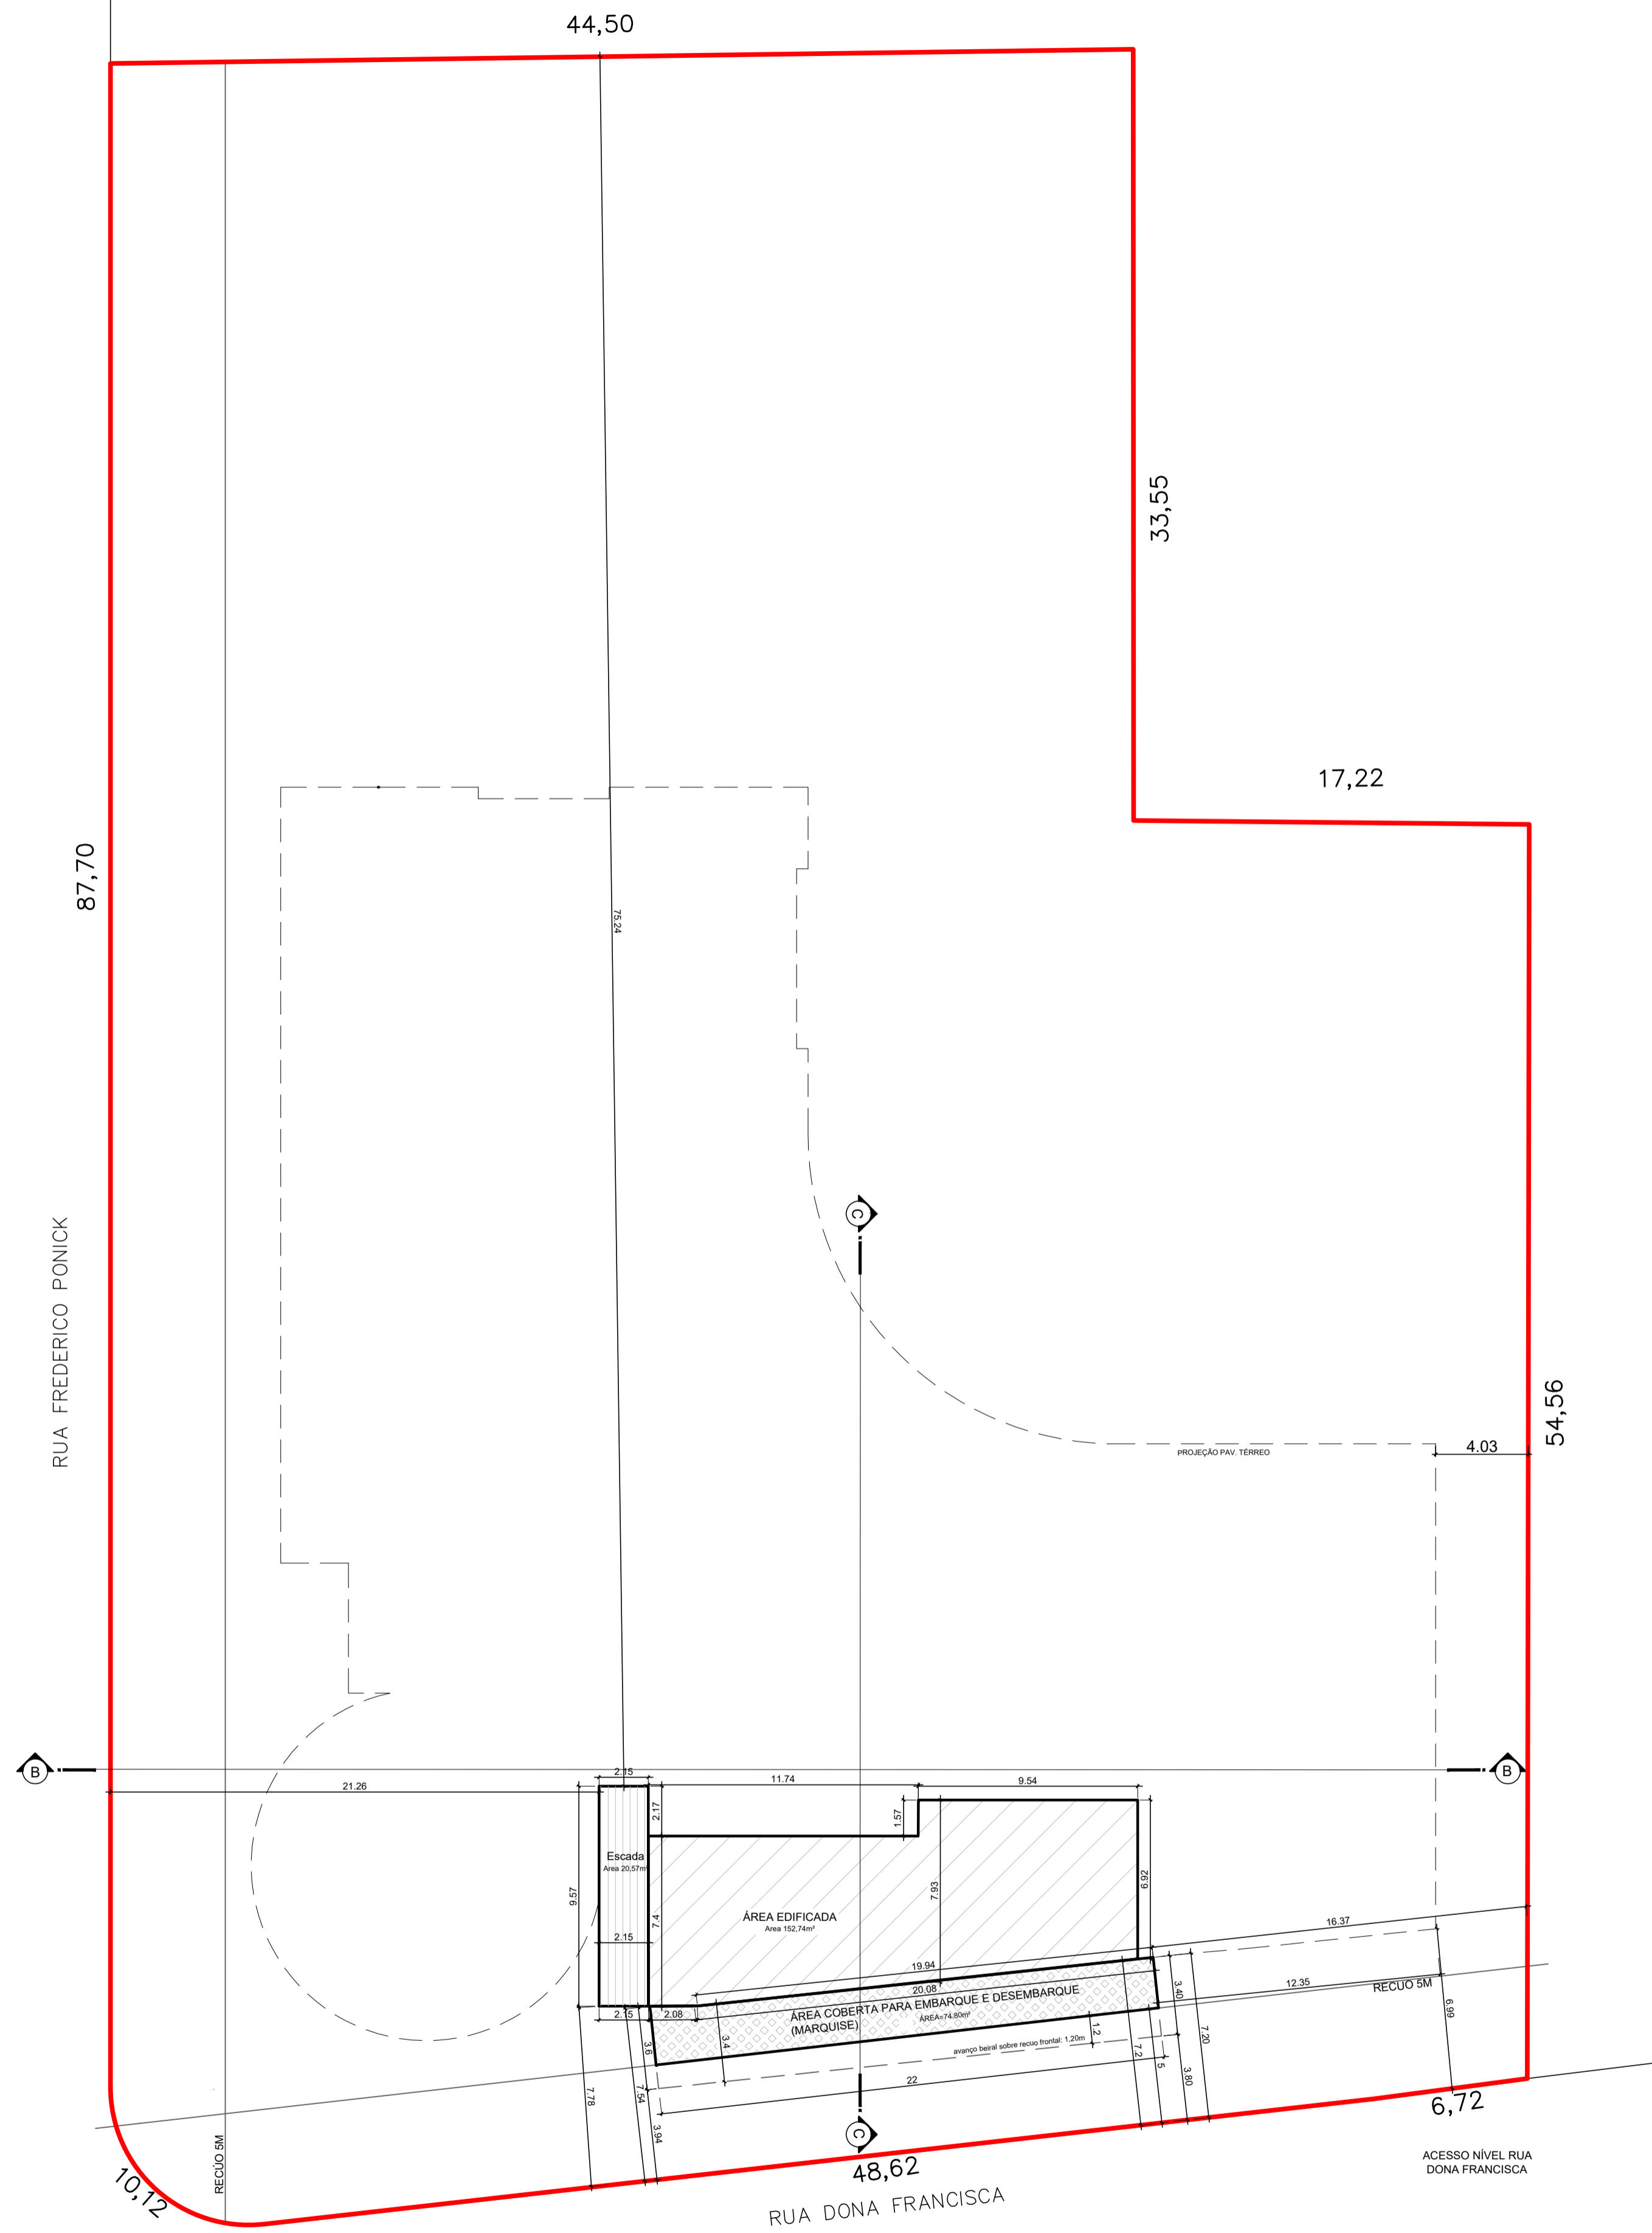 44,50
33,55
17,22
87,70
75.24
RUA FREDERICO PONICK
C
54,56
PROJEÇÃO PAV. TÉRREO
4.03
B
B
2.15
11.74
9.54
21.26
2.17
1.57
Escada
Area 20,57m²
6.92
7.93
9.57
7.4
ÁREA EDIFICADA
Area 152,74m²
16.37
2.15
19.94
20.08
12.35
RECUO 5M
3.40
ÁREA COBERTA PARA EMBARQUE E DESEMBARQUE
(MARQUISE)
ÁREA=74,80m²
2.15
2.08
6.99
7.20
1.2
3.4
3.6
avanço beiral sobre recuo frontal: 1,20m
7.2
5
3.80
22
7.78
7.54
3.94
6,72
C
RECÚO 5M
10,12
48,62
ACESSO NÍVEL RUA
DONA FRANCISCA
RUA DONA FRANCISCA